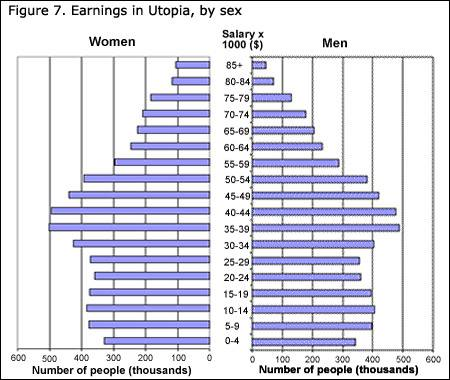 Figure 7. Earnings in Utopia, by sex
Women
Salary x
1000 ($)
Men
85+
80-84
75-79
70-74
65-69
60-64
55-59
50-54
45-49
40-44
35-39
30-34
25-29
20-24
15-19
10-14
5-9
0-4
600 500 400 300 200 100 0
0 100 200 300 400 500 600
Number of people (thousands)
Number of people (thousands)